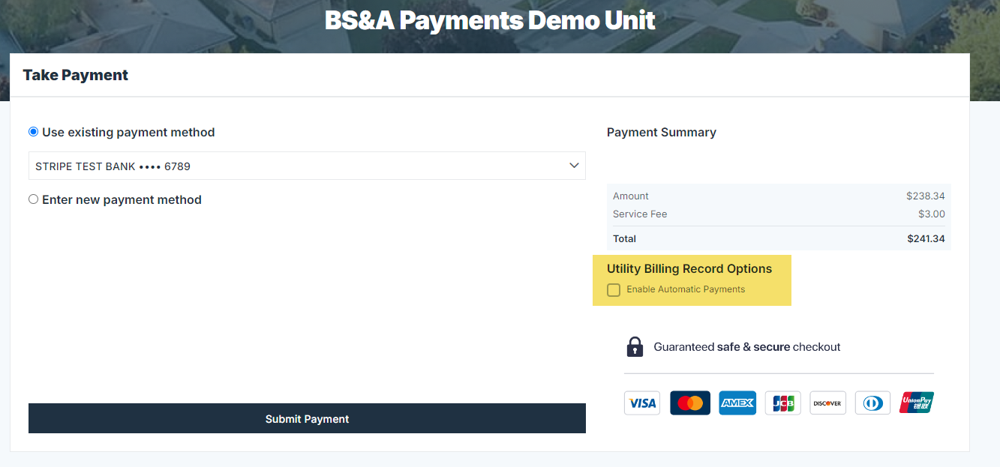 BS&A Payments Demo Unit
Take Payment
Use existing payment method
STRIPE TEST BANK •••• 6789
Enter new payment method
Submit Payment
Payment Summary
Amount $238.34
Service Fee $3.00
Total $241.34
Utility Billing Record Options
Enable Automatic Payments
Guaranteed safe & secure checkout
VISA AMEX JCB DISCOVER UnionPay 银联